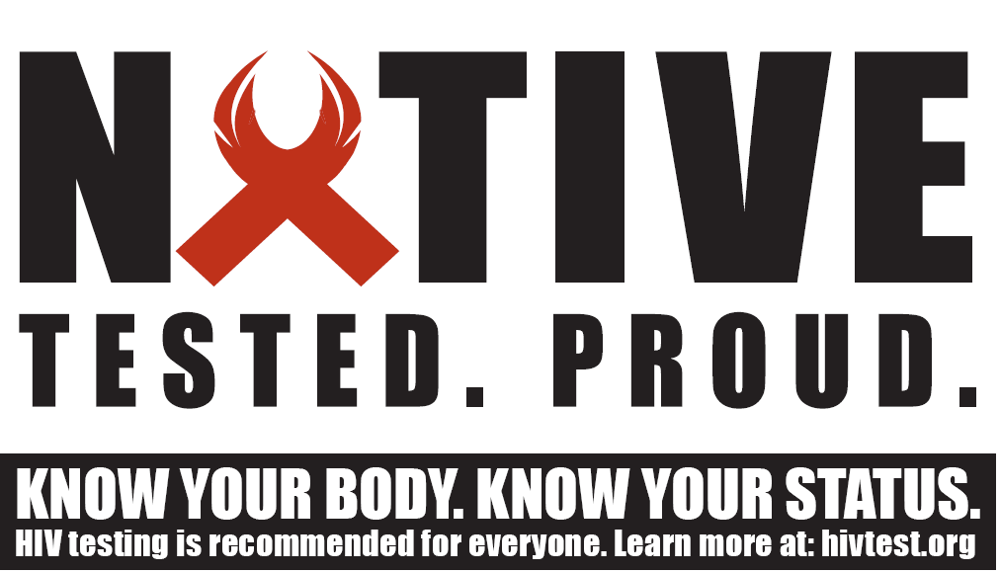 NATIVE
TESTED. PROUD.
KNOW YOUR BODY. KNOW YOUR STATUS.
HIV testing is recommended for everyone. Learn more at: hivtest.org